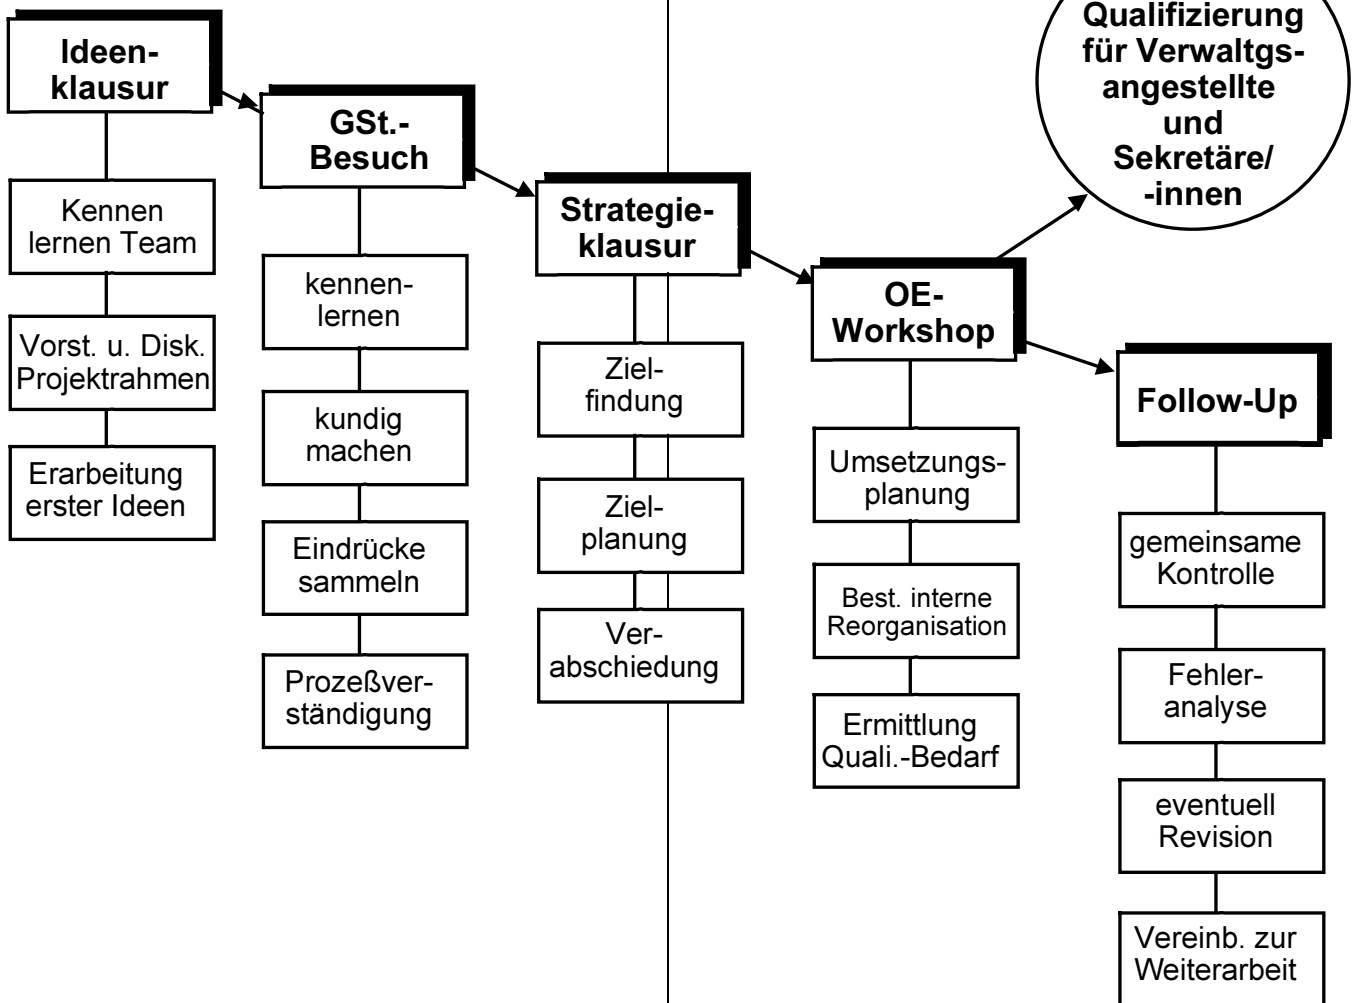 Ideen-
klausur
Kennen
lernen Team
Vorst. u. Disk.
Projektrahmen
Erarbeitung
erster Ideen
GSt.-
Besuch
kennen-
lernen
kundig
machen
Eindrücke
sammeln
Prozeßver-
ständigung
Strategie-
klausur
Ziel-
findung
Ziel-
planung
Ver-
abschiedung
OE-
Workshop
Umsetzungs-
planung
Best. interne
Reorganisation
Ermittlung
Quali.-Bedarf
Qualifizierung
für Verwaltgs-
angestellte
und
Sekretäre/
-innen
Follow-Up
gemeinsame
Kontrolle
Fehler-
analyse
eventuell
Revision
Vereinb. zur
Weiterarbeit